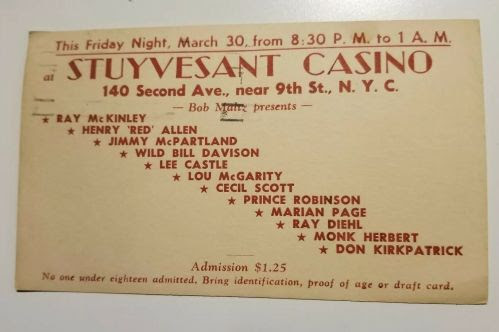 This Friday Night, March 30, from 8:30 P. M. to 1 A. M.
at STUYVESANT CASINO
140 Second Ave., near 9th St., N. Y. C.
— Bob Maltz presents —
★ RAY McKINLEY
★ HENRY 'RED' ALLEN
★ JIMMY McPARTLAND
★ WILD BILL DAVISON
★ LEE CASTLE
★ LOU McGARITY
★ CECIL SCOTT
★ PRINCE ROBINSON
★ MARIAN PAGE
★ RAY DIEHL
★ MONK HERBERT
★ DON KIRKPATRICK
Admission $1.25
No one under eighteen admitted. Bring identification, proof of age or draft card.